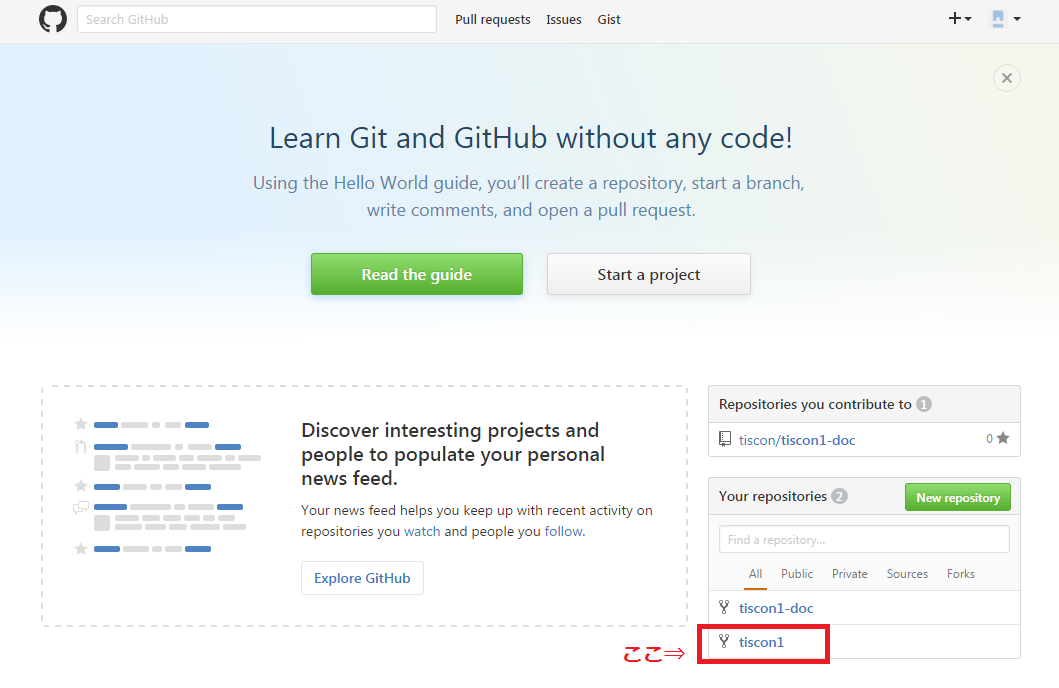 Search GitHub
Pull requests
Issues
Gist
Learn Git and GitHub without any code!
Using the Hello World guide, you'll create a repository, start a branch,
write comments, and open a pull request.
Read the guide
Start a project
Discover interesting projects and
people to populate your personal
news feed.
Your news feed helps you keep up with recent activity on
repositories you watch and people you follow.
Explore GitHub
Repositories you contribute to 1
tiscon/tiscon1-doc 0
Your repositories 2
New repository
Find a repository...
All Public Private Sources Forks
tiscon1-doc
ここ⇒
tiscon1